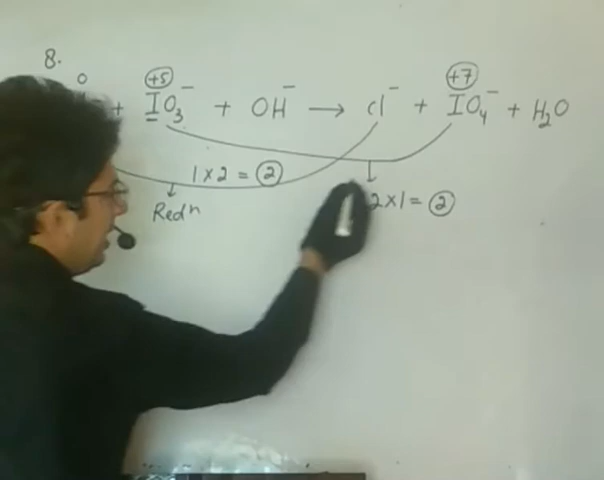 8.
0 +5 +7
+ IO₃⁻ + OH⁻ → Cl⁻ + IO₄⁻ + H₂O
1 × 2 = 2
Redⁿ
2 × 1 = 2